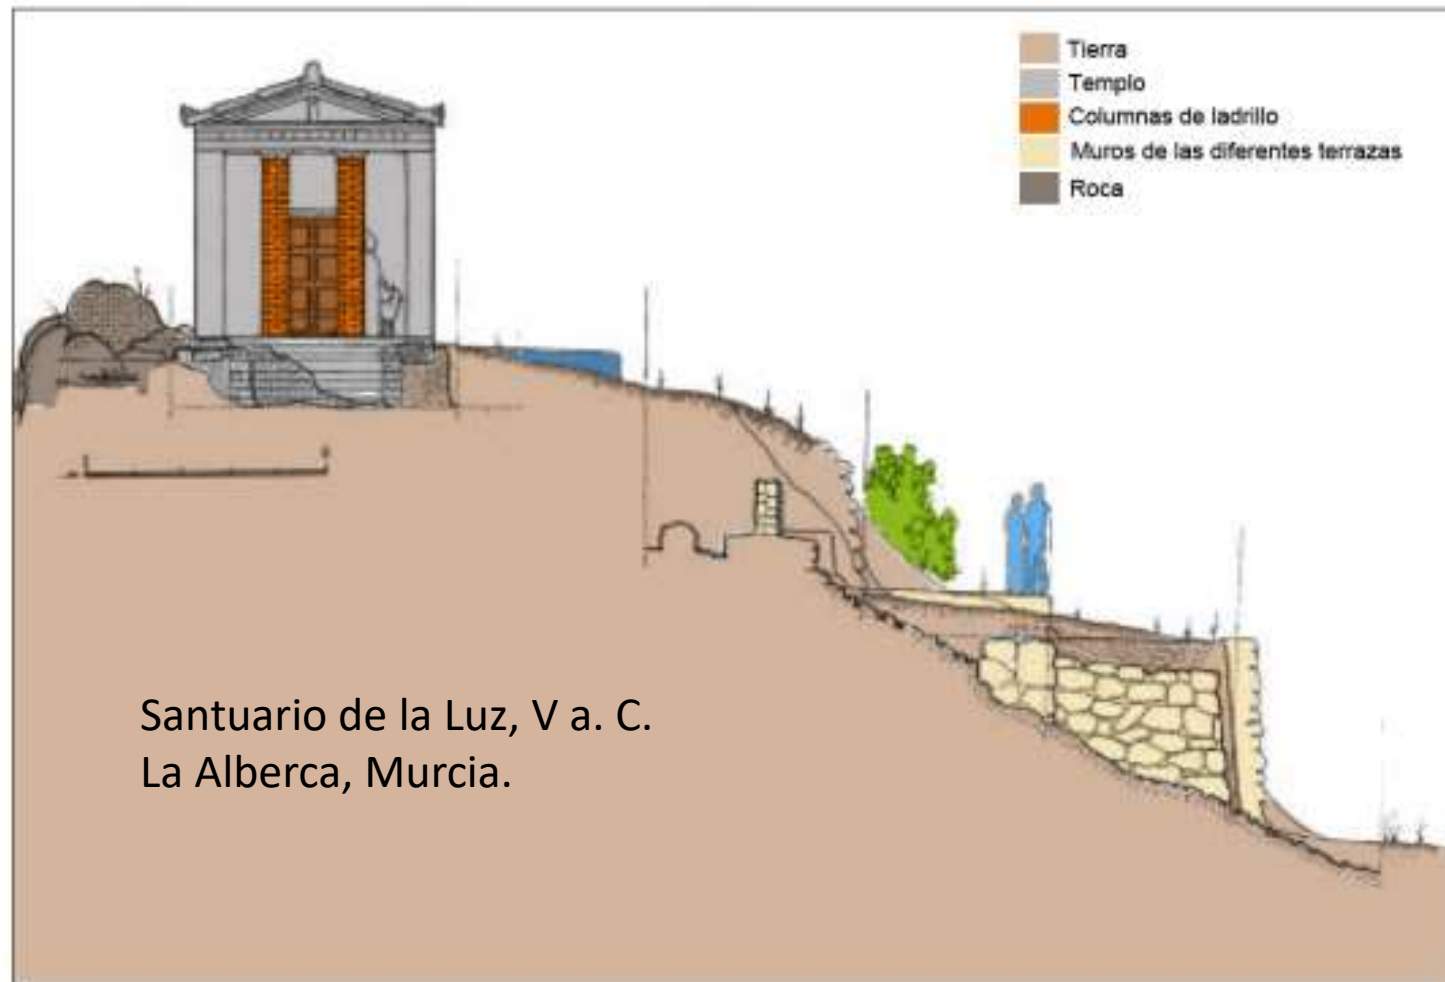 Tierra
Templo
Columnas de ladrillo
Muros de las diferentes terrazas
Roca
Santuario de la Luz, V a. C.
La Alberca, Murcia.